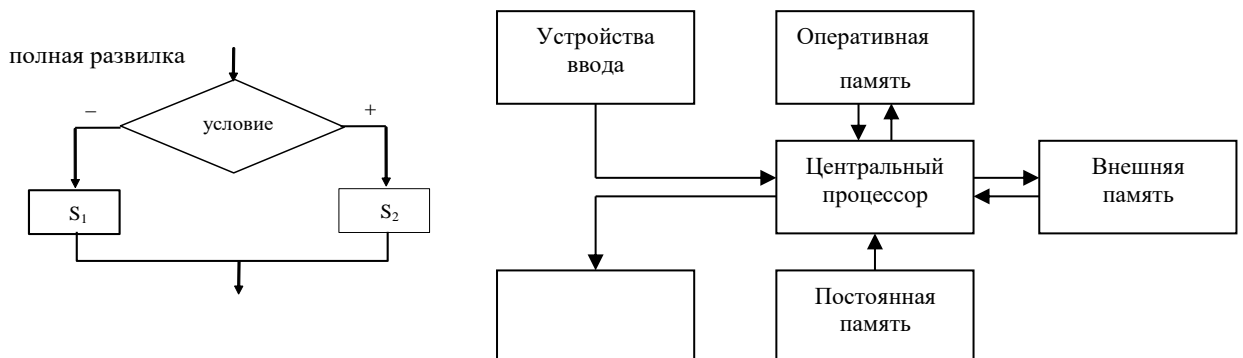 полная развилка
–
+
условие
S₁
S₂
Устройства
ввода
Оперативная
память
Центральный
процессор
Внешняя
память
Постоянная
память